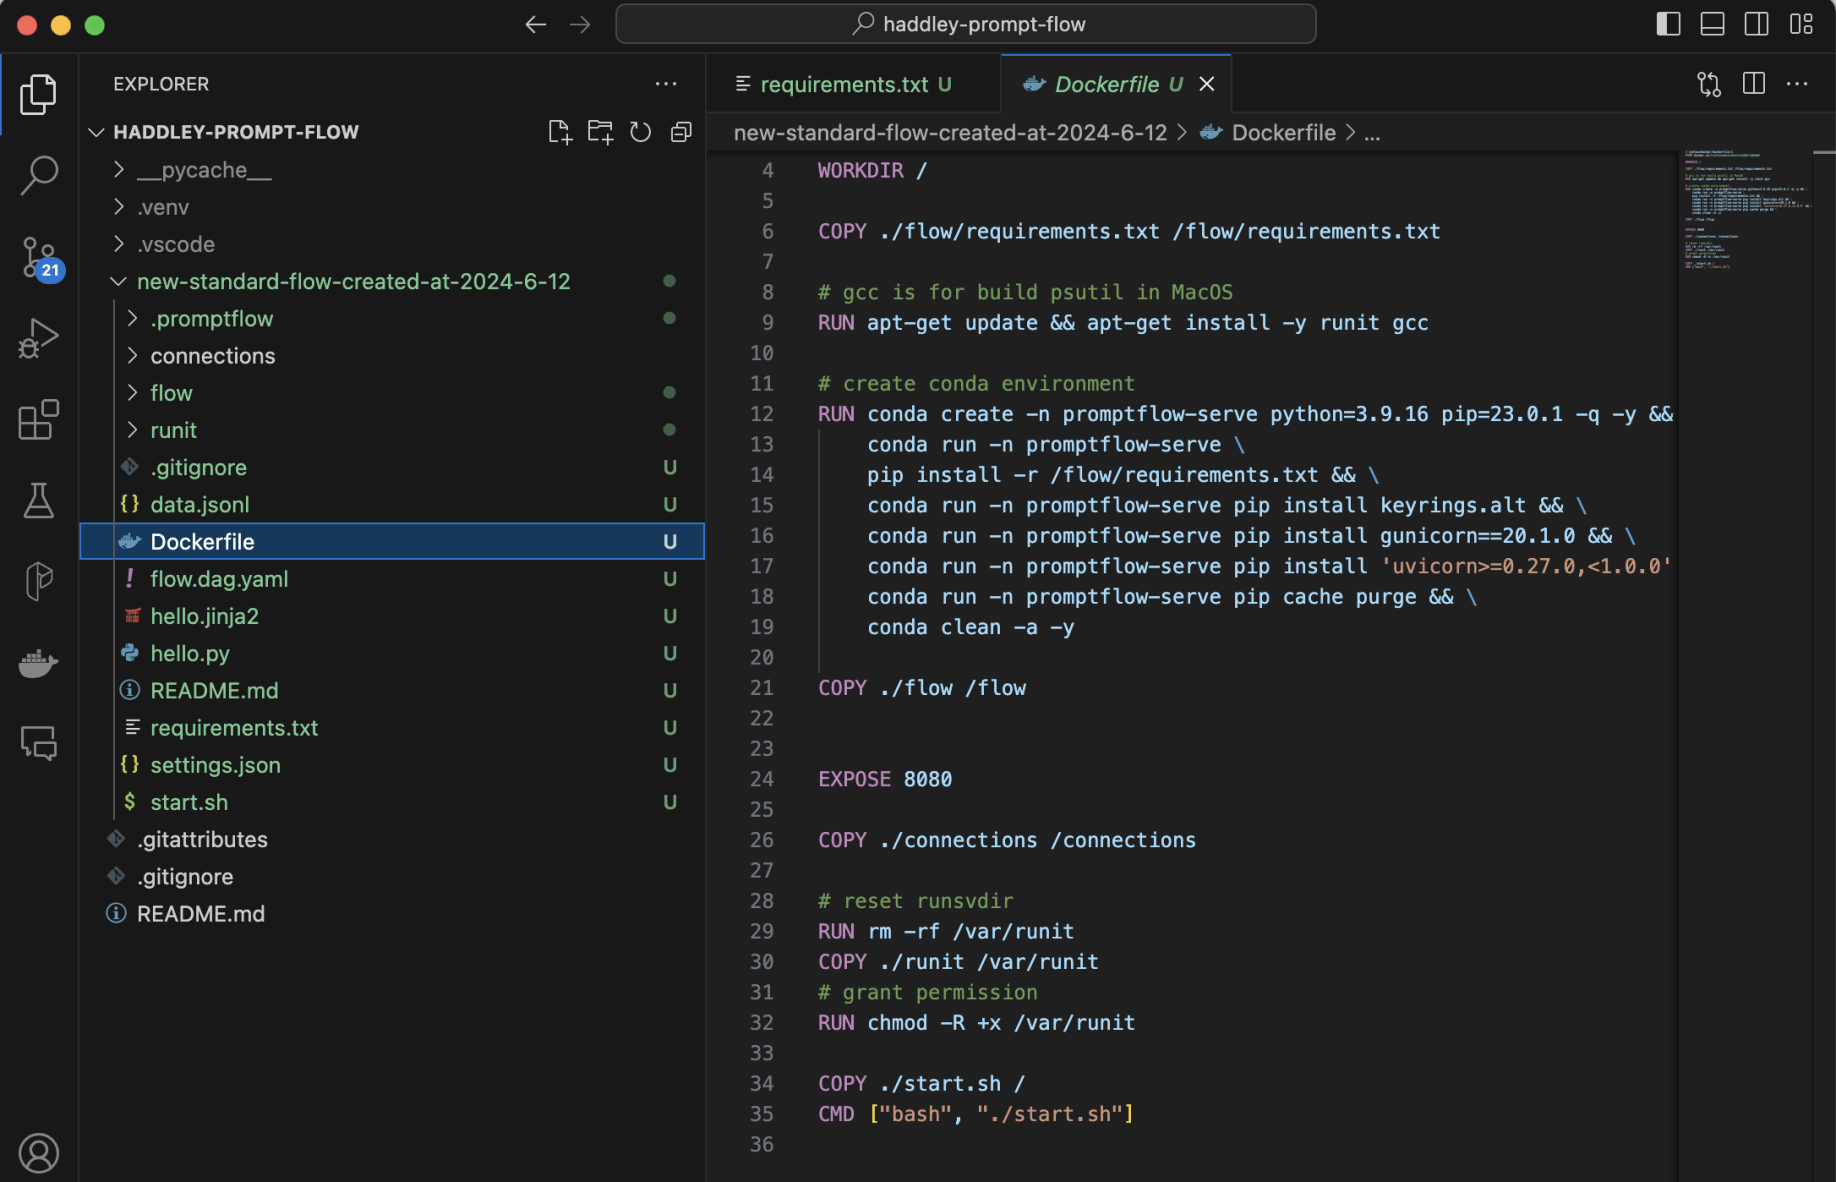 haddley-prompt-flow
EXPLORER
HADDLEY-PROMPT-FLOW
__pycache__
.venv
.vscode
new-standard-flow-created-at-2024-6-12
.promptflow
connections
flow
runit
.gitignore U
data.jsonl U
Dockerfile U
flow.dag.yaml U
hello.jinja2 U
hello.py U
README.md U
requirements.txt U
settings.json U
start.sh U
.gitattributes
.gitignore
README.md
21
requirements.txt U
Dockerfile U
new-standard-flow-created-at-2024-6-12 > Dockerfile > ...
4 WORKDIR /
5
6 COPY ./flow/requirements.txt /flow/requirements.txt
7
8 # gcc is for build psutil in MacOS
9 RUN apt-get update && apt-get install -y runit gcc
10
11 # create conda environment
12 RUN conda create -n promptflow-serve python=3.9.16 pip=23.0.1 -q -y &&
13 conda run -n promptflow-serve \
14 pip install -r /flow/requirements.txt && \
15 conda run -n promptflow-serve pip install keyrings.alt && \
16 conda run -n promptflow-serve pip install gunicorn==20.1.0 && \
17 conda run -n promptflow-serve pip install 'uvicorn>=0.27.0,<1.0.0'
18 conda run -n promptflow-serve pip cache purge && \
19 conda clean -a -y
20
21 COPY ./flow /flow
22
23
24 EXPOSE 8080
25
26 COPY ./connections /connections
27
28 # reset runsvdir
29 RUN rm -rf /var/runit
30 COPY ./runit /var/runit
31 # grant permission
32 RUN chmod -R +x /var/runit
33
34 COPY ./start.sh /
35 CMD ["bash", "./start.sh"]
36